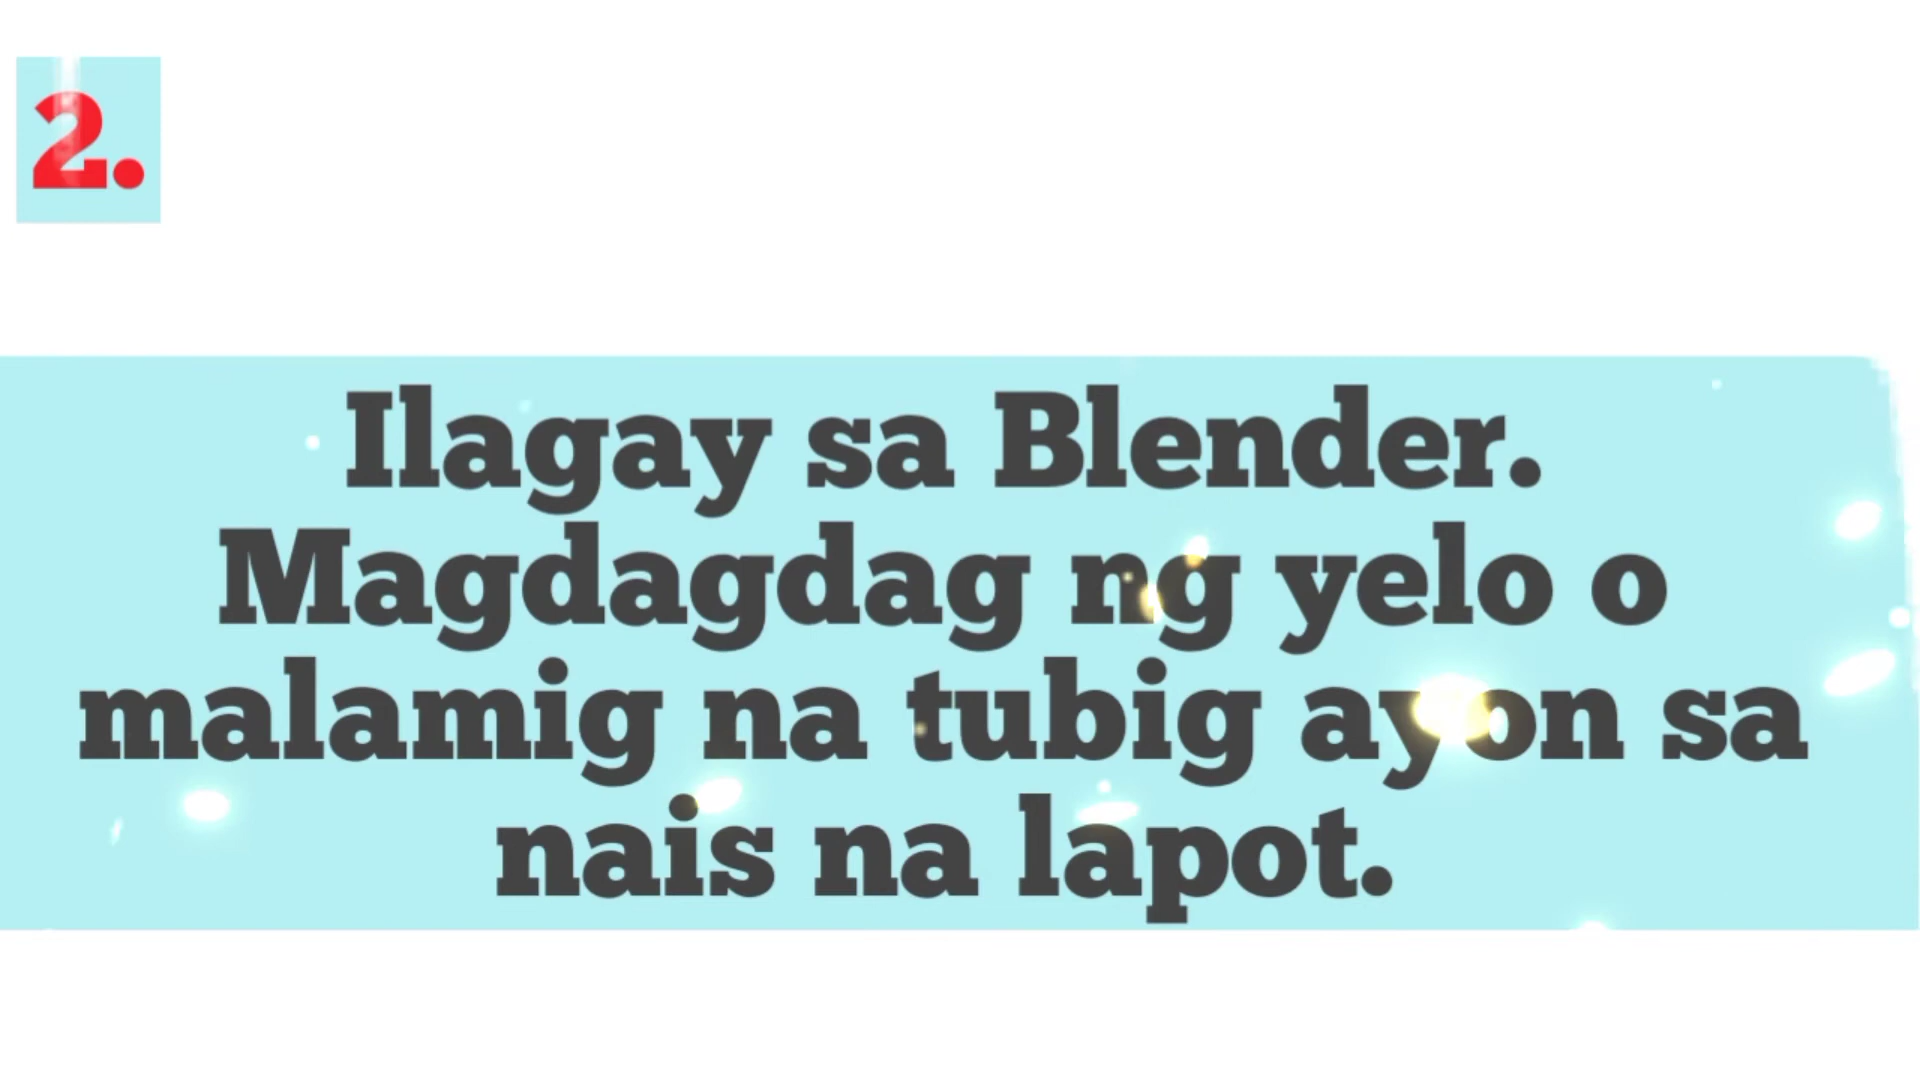 2.
Ilagay sa Blender.
Magdagdag ng yelo o
malamig na tubig ayon sa
nais na lapot.